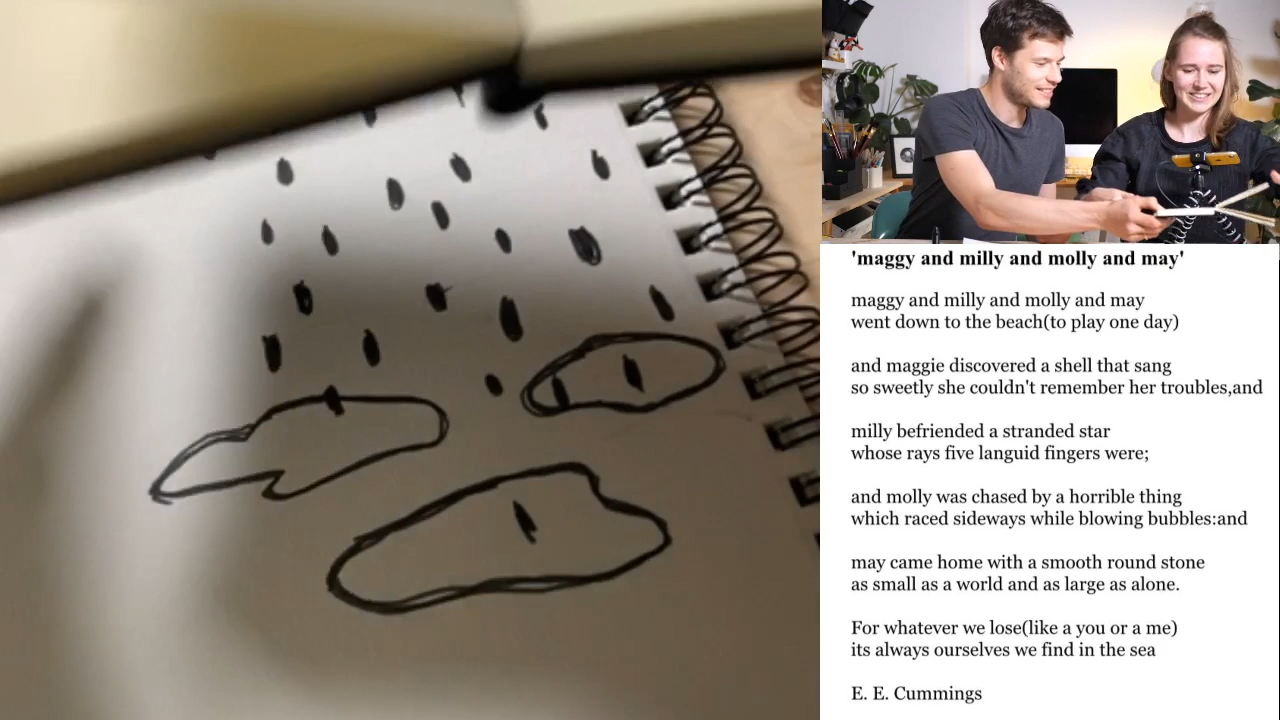 'maggy and milly and molly and may'
maggy and milly and molly and may
went down to the beach(to play one day)
and maggie discovered a shell that sang
so sweetly she couldn't remember her troubles,and
milly befriended a stranded star
whose rays five languid fingers were;
and molly was chased by a horrible thing
which raced sideways while blowing bubbles:and
may came home with a smooth round stone
as small as a world and as large as alone.
For whatever we lose(like a you or a me)
its always ourselves we find in the sea
E. E. Cummings